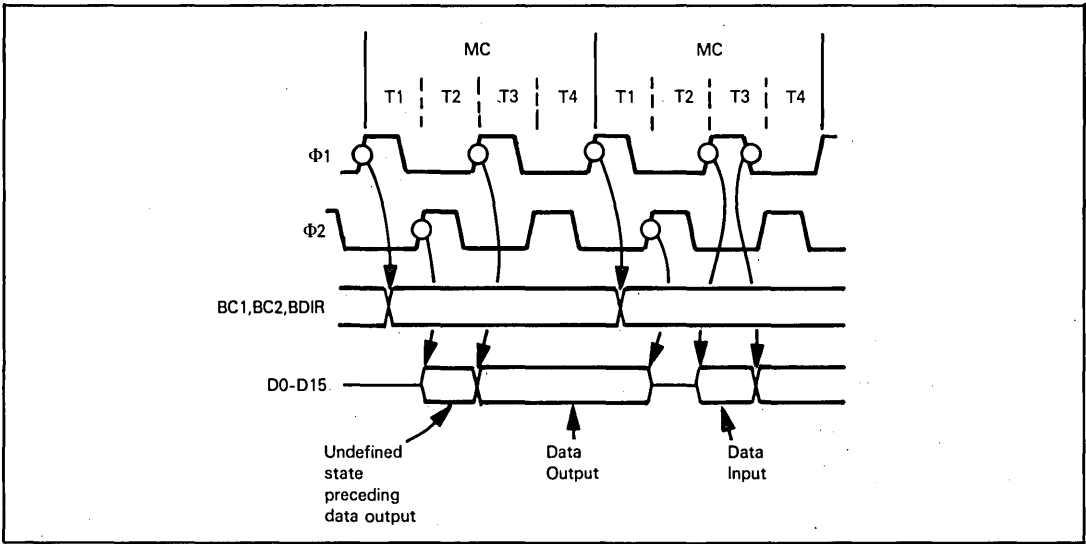 MC MC
T1 T2 T3 T4 T1 T2 T3 T4
Φ1
Φ2
BC1,BC2,BDIR
D0-D15
Undefined
state
preceding
data output
Data
Output
Data
Input